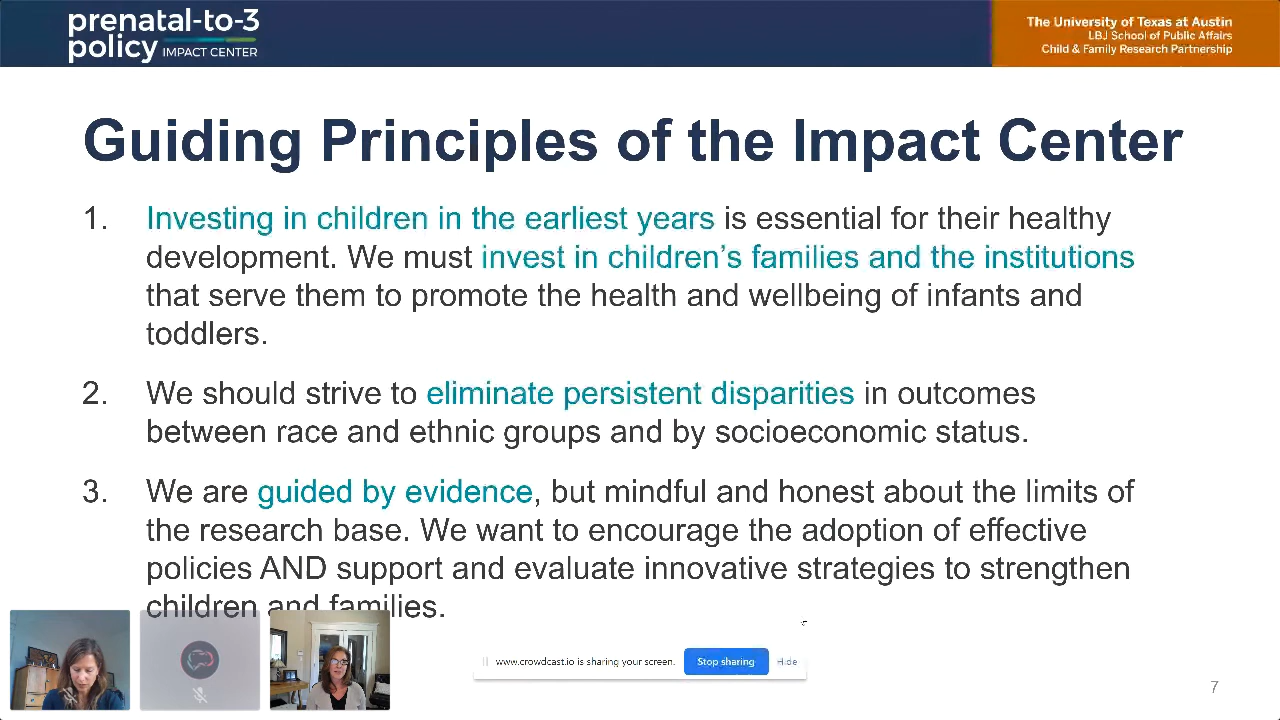 prenatal-to-3
policy IMPACT CENTER
The University of Texas at Austin
LBJ School of Public Affairs
Child & Family Research Partnership
Guiding Principles of the Impact Center
1. Investing in children in the earliest years is essential for their healthy
development. We must invest in children’s families and the institutions
that serve them to promote the health and wellbeing of infants and
toddlers.
2. We should strive to eliminate persistent disparities in outcomes
between race and ethnic groups and by socioeconomic status.
3. We are guided by evidence, but mindful and honest about the limits of
the research base. We want to encourage the adoption of effective
policies AND support and evaluate innovative strategies to strengthen
children and families.
www.crowdcast.io is sharing your screen. Stop sharing Hide
7